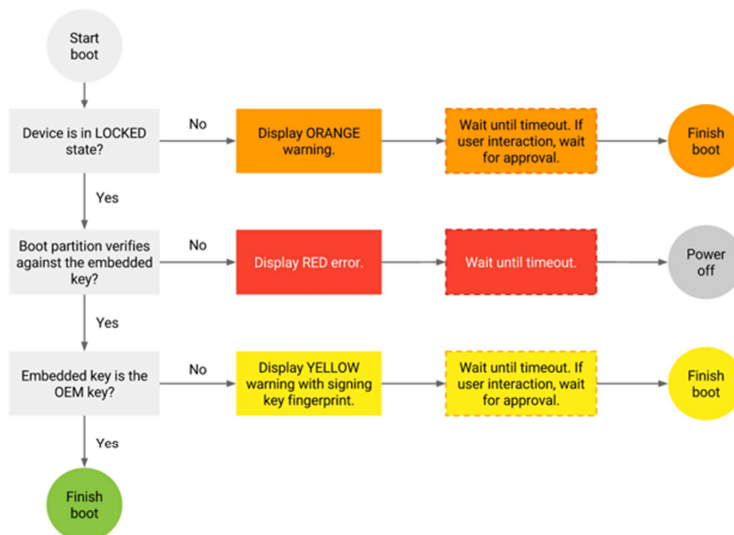 Start
boot
Device is in LOCKED
state?
No
Display ORANGE
warning.
Wait until timeout. If
user interaction, wait
for approval.
Finish
boot
Yes
Boot partition verifies
against the embedded
key?
No
Display RED error.
Wait until timeout.
Power
off
Yes
Embedded key is the
OEM key?
No
Display YELLOW
warning with signing
key fingerprint.
Wait until timeout. If
user interaction, wait
for approval.
Finish
boot
Yes
Finish
boot